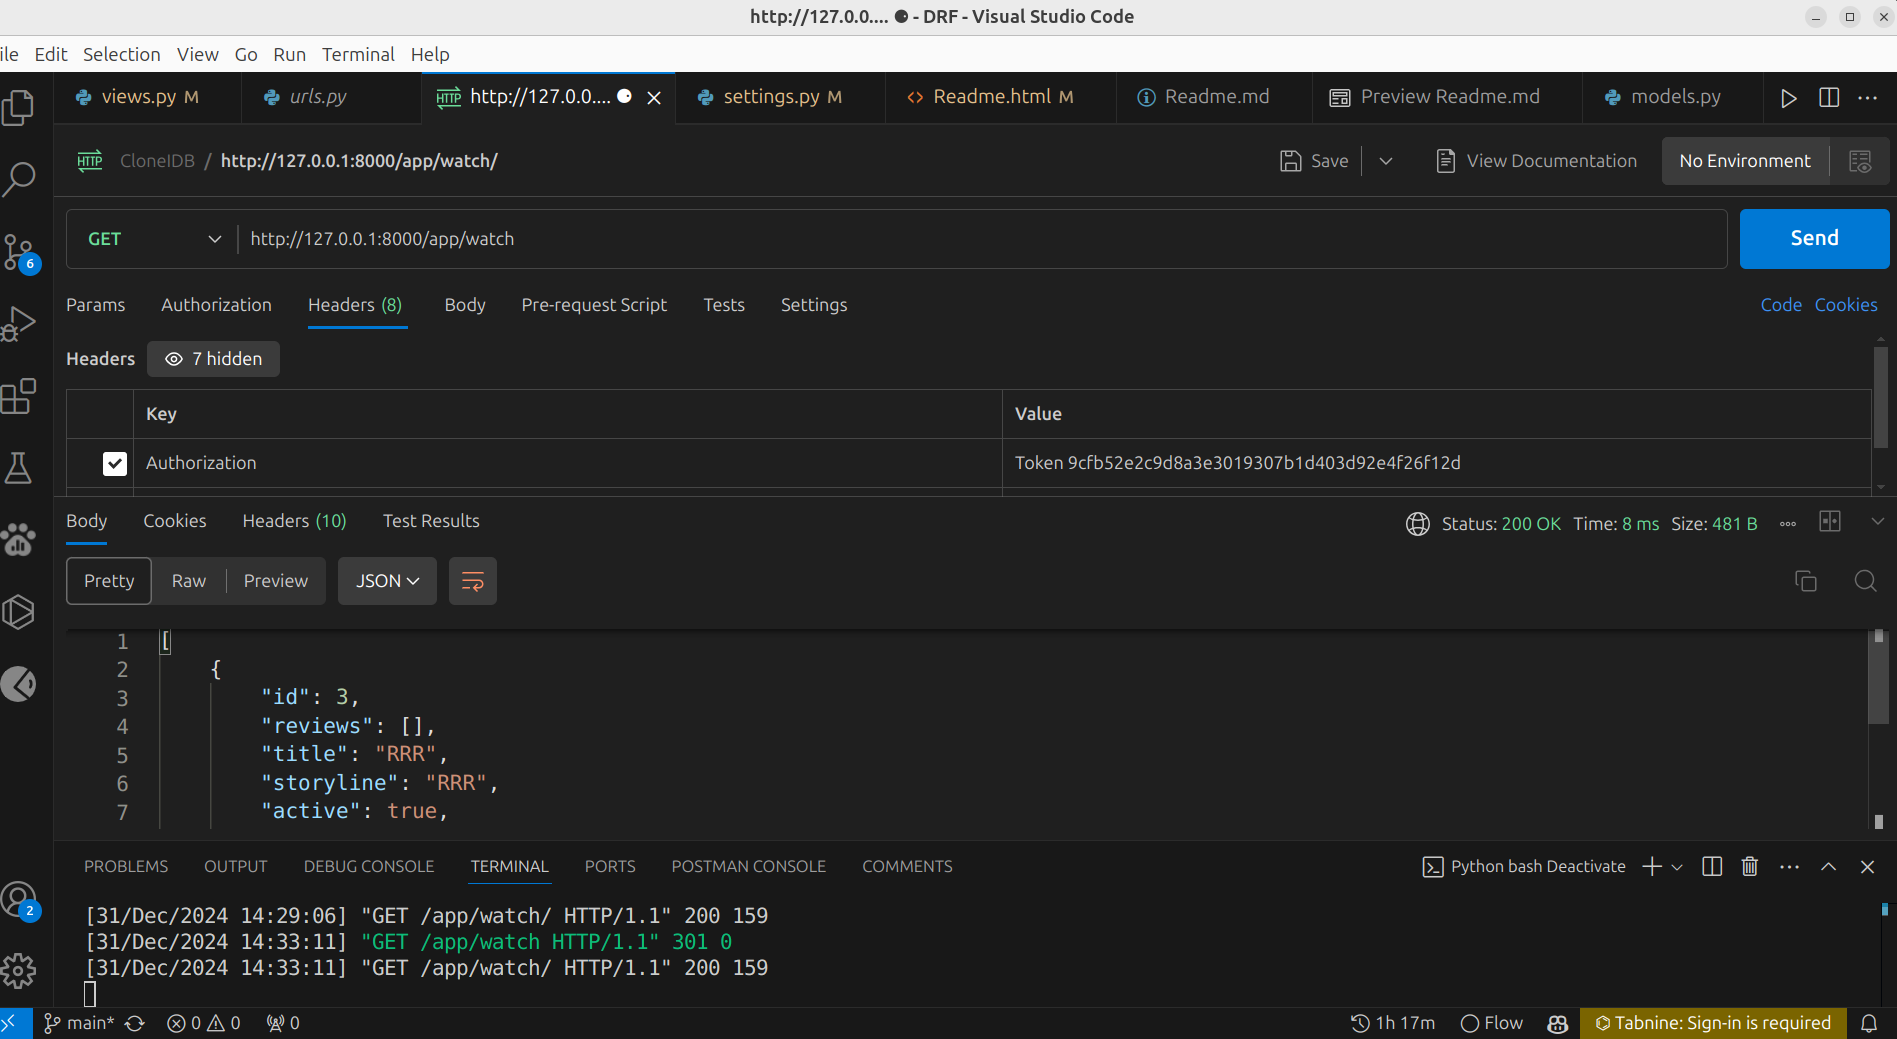 http://127.0.0.... ● - DRF - Visual Studio Code
ile Edit Selection View Go Run Terminal Help
views.py M urls.py http://127.0.0.... settings.py M Readme.html M Readme.md Preview Readme.md models.py
HTTP CloneIDB / http://127.0.0.1:8000/app/watch/ Save View Documentation No Environment
GET http://127.0.0.1:8000/app/watch Send
Params Authorization Headers (8) Body Pre-request Script Tests Settings Code Cookies
Headers 7 hidden
Key Value
Authorization Token 9cfb52e2c9d8a3e3019307b1d403d92e4f26f12d
Body Cookies Headers (10) Test Results Status: 200 OK Time: 8 ms Size: 481 B
Pretty Raw Preview JSON
1 [
2 {
3 "id": 3,
4 "reviews": [],
5 "title": "RRR",
6 "storyline": "RRR",
7 "active": true,
PROBLEMS OUTPUT DEBUG CONSOLE TERMINAL PORTS POSTMAN CONSOLE COMMENTS Python bash Deactivate
[31/Dec/2024 14:29:06] "GET /app/watch/ HTTP/1.1" 200 159
[31/Dec/2024 14:33:11] "GET /app/watch HTTP/1.1" 301 0
[31/Dec/2024 14:33:11] "GET /app/watch/ HTTP/1.1" 200 159
6
2
main* 0 0 0 1h 17m Flow Tabnine: Sign-in is required